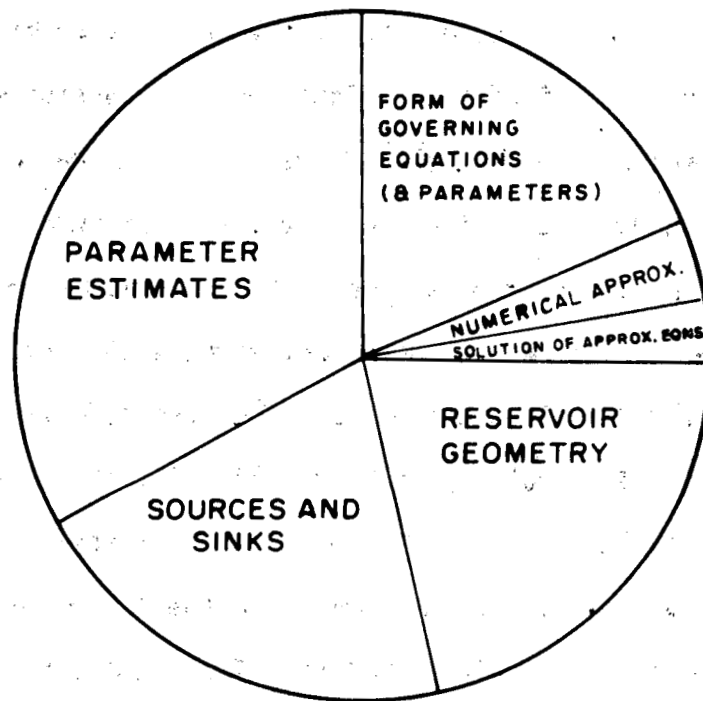 FORM OF
GOVERNING
EQUATIONS
(& PARAMETERS)
PARAMETER
ESTIMATES
NUMERICAL APPROX.
SOLUTION OF APPROX. EQNS
RESERVOIR
GEOMETRY
SOURCES AND
SINKS